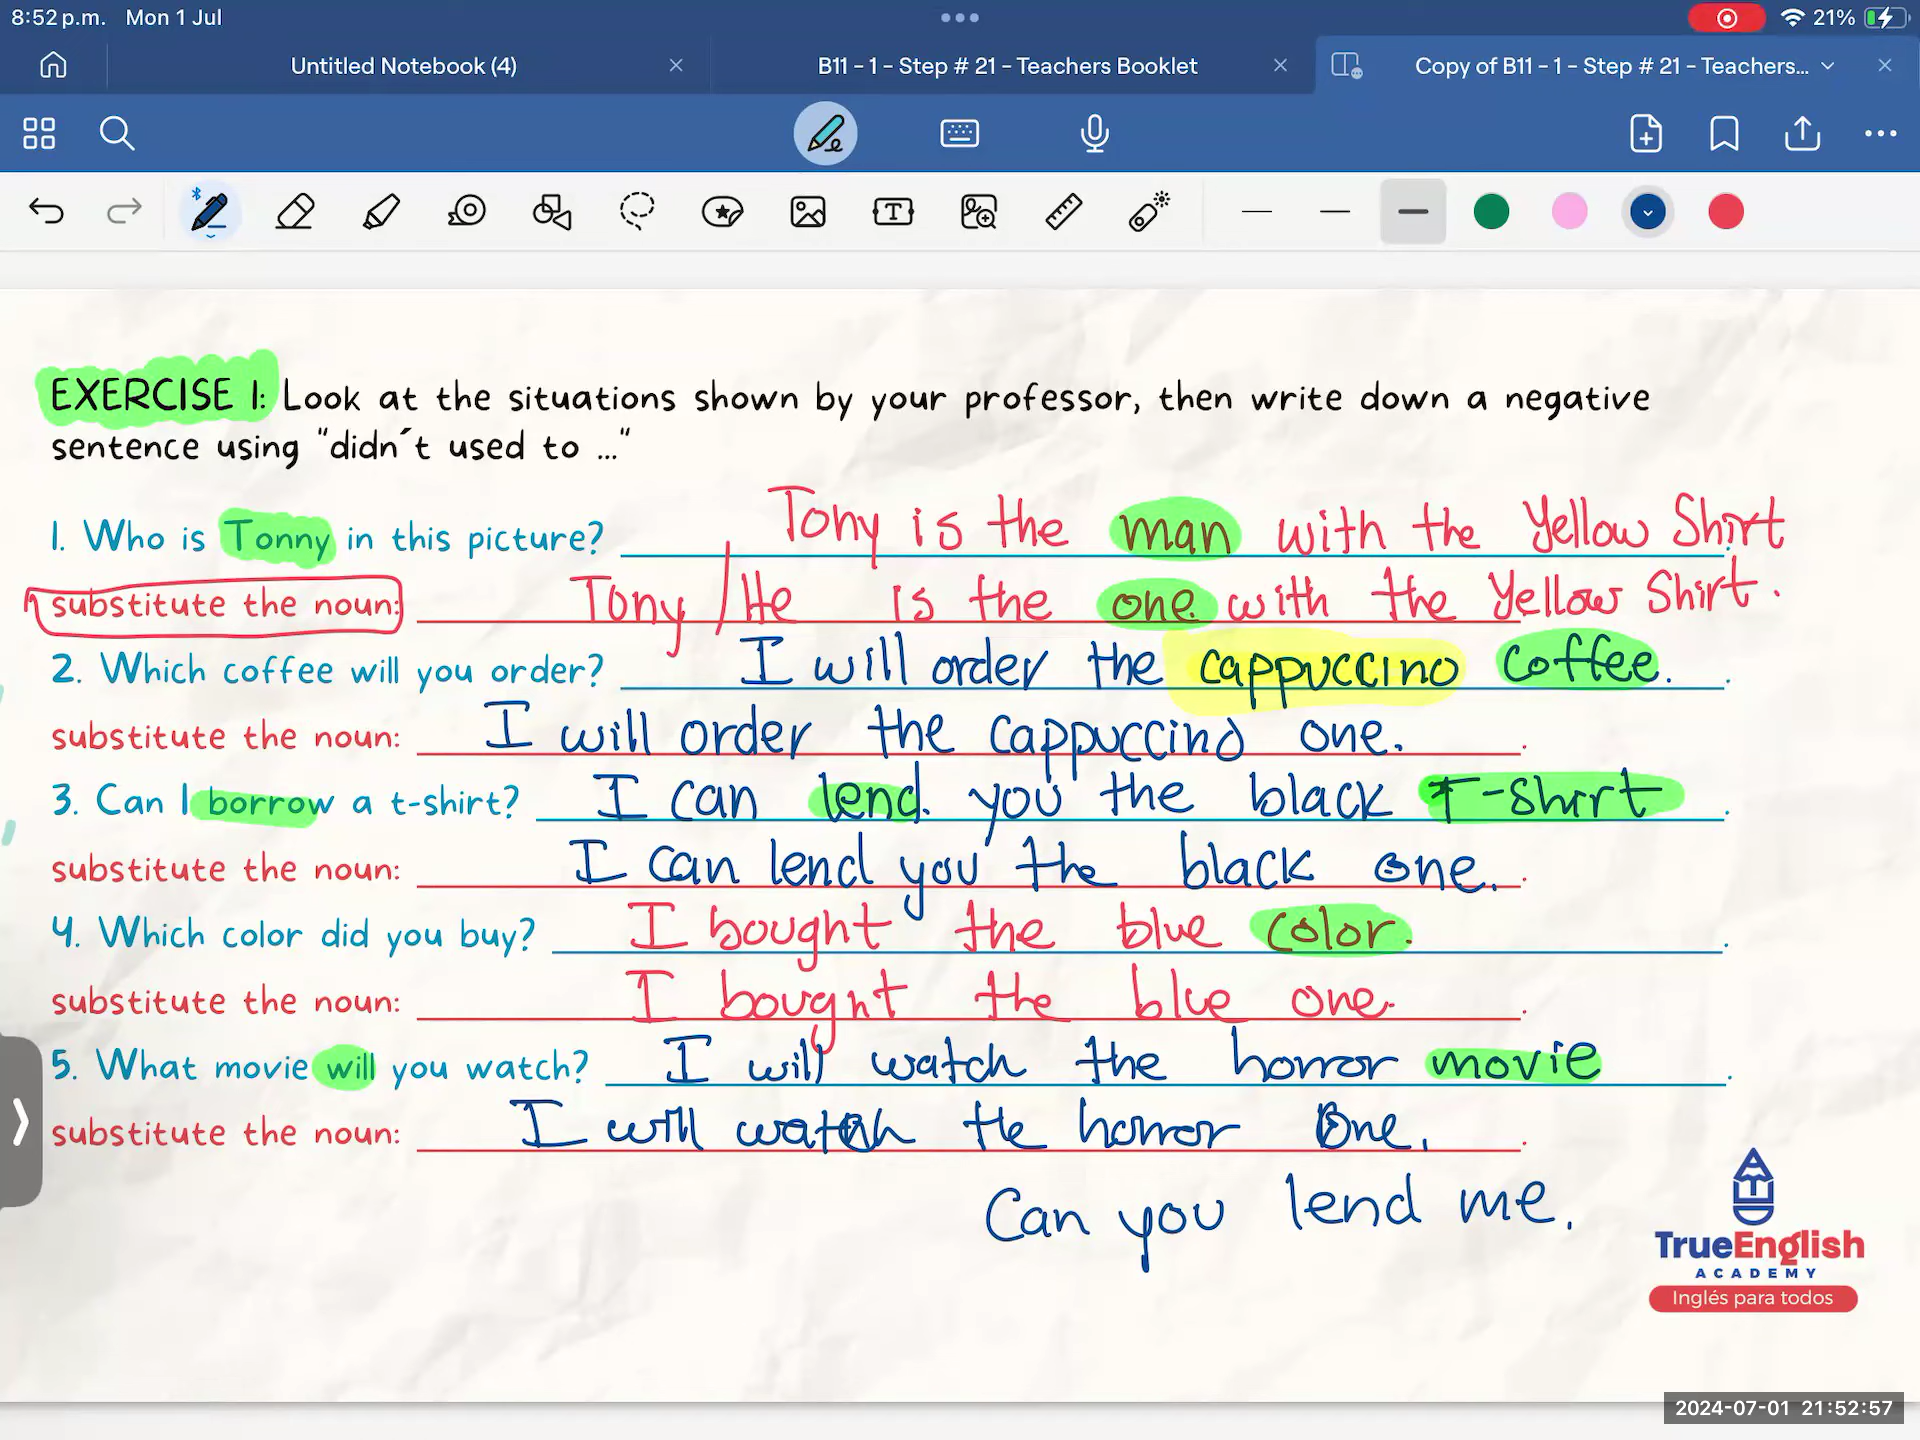 8:52 p.m. Mon 1 Jul
21%
Untitled Notebook (4)
B11 - 1 - Step # 21 - Teachers Booklet
Copy of B11 - 1 - Step # 21 - Teachers...
EXERCISE 1: Look at the situations shown by your professor, then write down a negative
sentence using "didn´t used to ..."
1. Who is Tonny in this picture? Tony is the man with the Yellow Shirt.
substitute the noun: Tony / He is the one with the Yellow Shirt.
2. Which coffee will you order? I will order the cappuccino coffee.
substitute the noun: I will order the cappuccino one.
3. Can I borrow a t-shirt? I can lend you the black T-shirt.
substitute the noun: I can lend you the black one.
4. Which color did you buy? I bought the blue color.
substitute the noun: I bought the blue one.
5. What movie will you watch? I will watch the horror movie.
substitute the noun: I will watch the horror one.
Can you lend me.
TrueEnglish
ACADEMY
Inglés para todos
2024-07-01 21:52:57